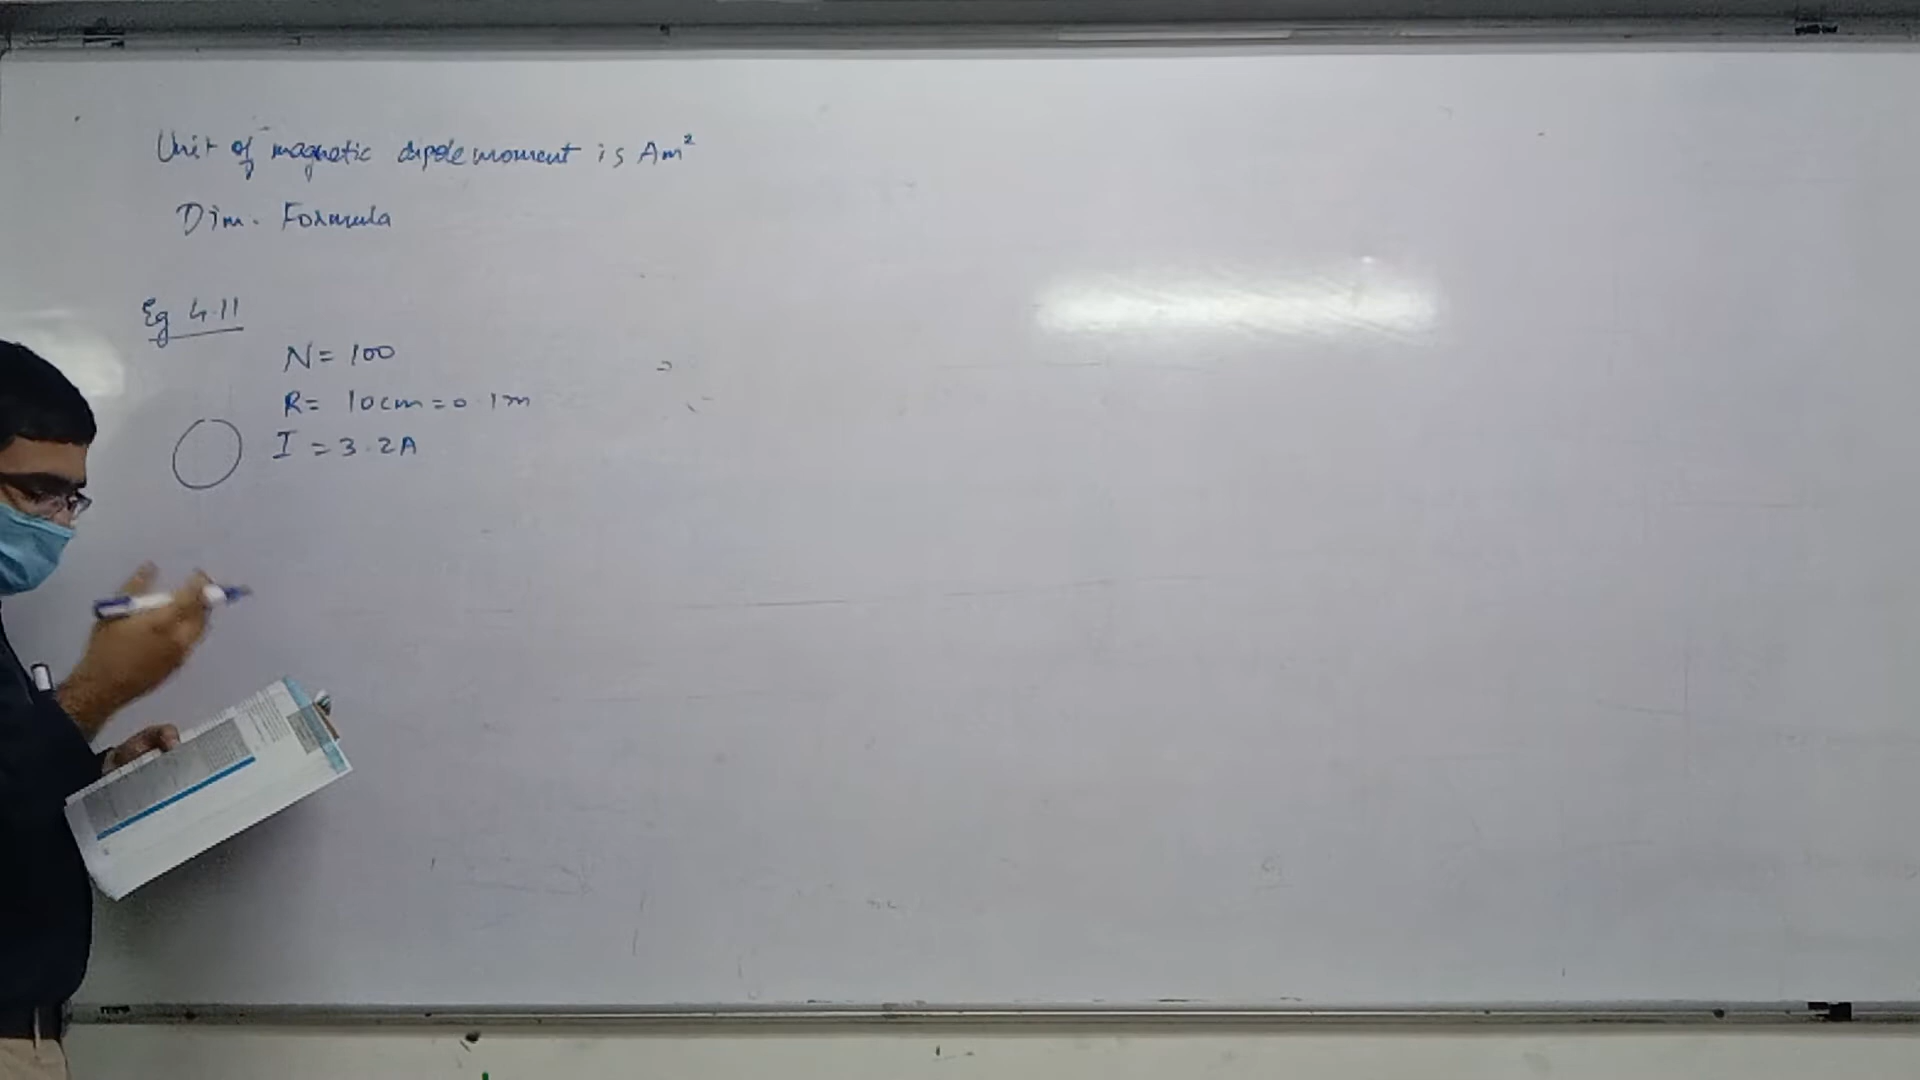 Unit of magnetic dipole moment is Am²
Dim. Formula
Eg 4.11
N = 100
R = 10cm = 0.1m
I = 3.2A